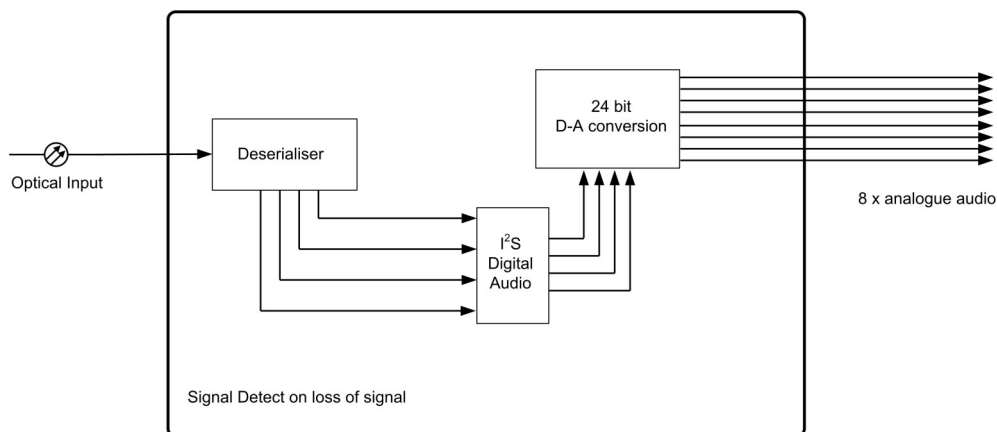 24 bit
D-A conversion
Deserialiser
Optical Input
8 x analogue audio
I²S
Digital
Audio
Signal Detect on loss of signal